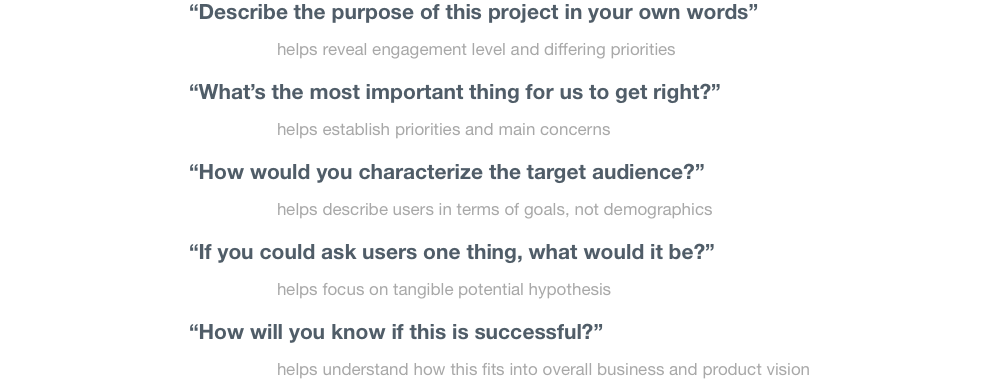 “Describe the purpose of this project in your own words”
helps reveal engagement level and differing priorities
“What’s the most important thing for us to get right?”
helps establish priorities and main concerns
“How would you characterize the target audience?”
helps describe users in terms of goals, not demographics
“If you could ask users one thing, what would it be?”
helps focus on tangible potential hypothesis
“How will you know if this is successful?”
helps understand how this fits into overall business and product vision